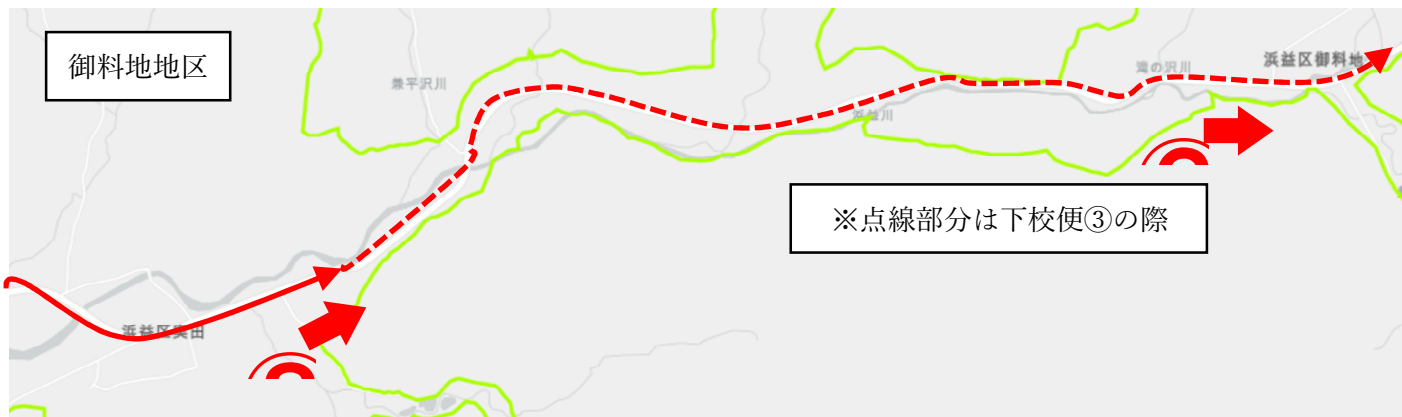 御料地地区
兼平沢川
滝の沢川
浜益区御料地
浜益川
※点線部分は下校便③の際
浜益区実田